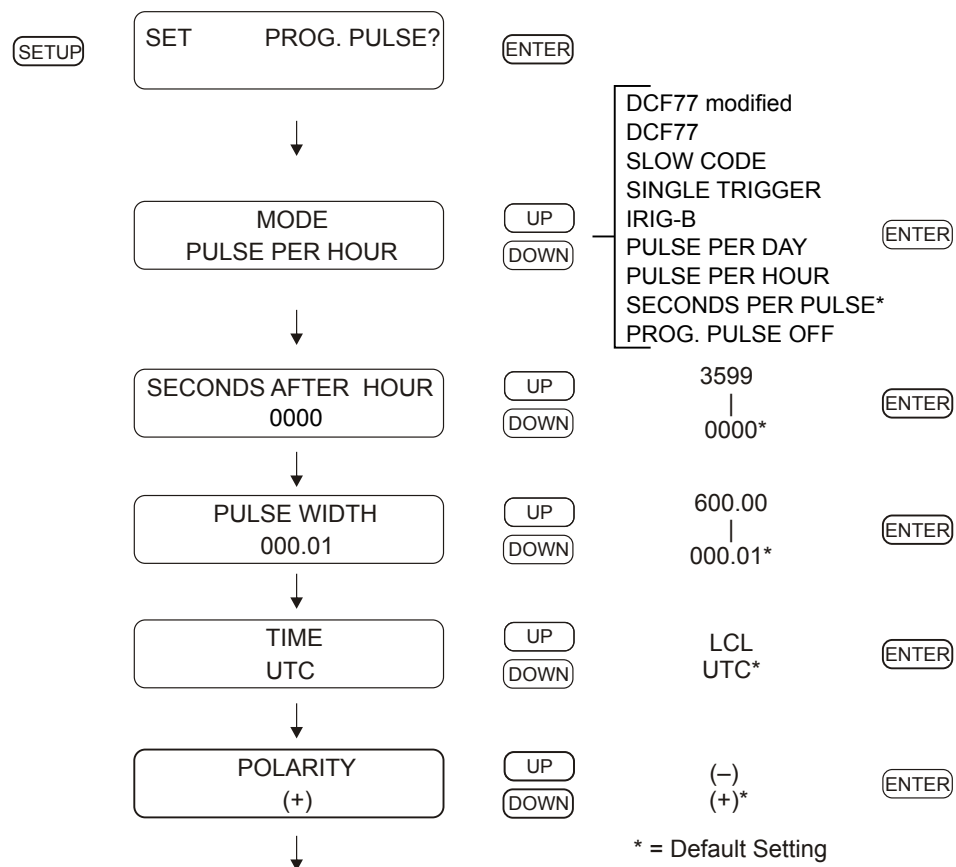 SETUP
SET PROG. PULSE?
ENTER
MODE
PULSE PER HOUR
UP
DOWN
DCF77 modified
DCF77
SLOW CODE
SINGLE TRIGGER
IRIG-B
PULSE PER DAY
PULSE PER HOUR
SECONDS PER PULSE*
PROG. PULSE OFF
ENTER
SECONDS AFTER HOUR
0000
UP
DOWN
3599
|
0000*
ENTER
PULSE WIDTH
000.01
UP
DOWN
600.00
|
000.01*
ENTER
TIME
UTC
UP
DOWN
LCL
UTC*
ENTER
POLARITY
(+)
UP
DOWN
(–)
(+)*
ENTER
* = Default Setting